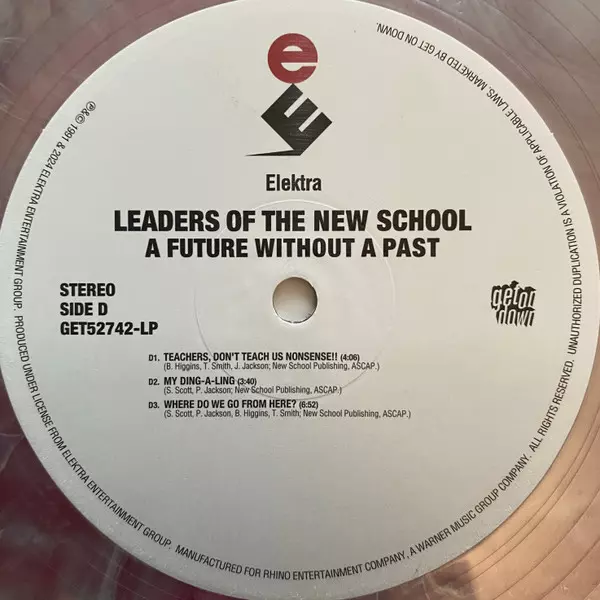 e
E
Elektra
LEADERS OF THE NEW SCHOOL
A FUTURE WITHOUT A PAST
STEREO
SIDE D
GET52742-LP
get on
down
D1. TEACHERS, DON'T TEACH US NONSENSE!! (4:06)
(B. Higgins, T. Smith, J. Jackson; New School Publishing, ASCAP.)
D2. MY DING-A-LING (3:40)
(S. Scott, P. Jackson; New School Publishing, ASCAP.)
D3. WHERE DO WE GO FROM HERE? (6:52)
(S. Scott, P. Jackson, B. Higgins, T. Smith; New School Publishing, ASCAP.)
℗&© 1991 & 2024 ELEKTRA ENTERTAINMENT GROUP. PRODUCED UNDER LICENSE FROM ELEKTRA ENTERTAINMENT GROUP. MANUFACTURED FOR RHINO ENTERTAINMENT COMPANY, A WARNER MUSIC GROUP COMPANY. ALL RIGHTS RESERVED. UNAUTHORIZED DUPLICATION IS A VIOLATION OF APPLICABLE LAWS. MARKETED BY GET ON DOWN.